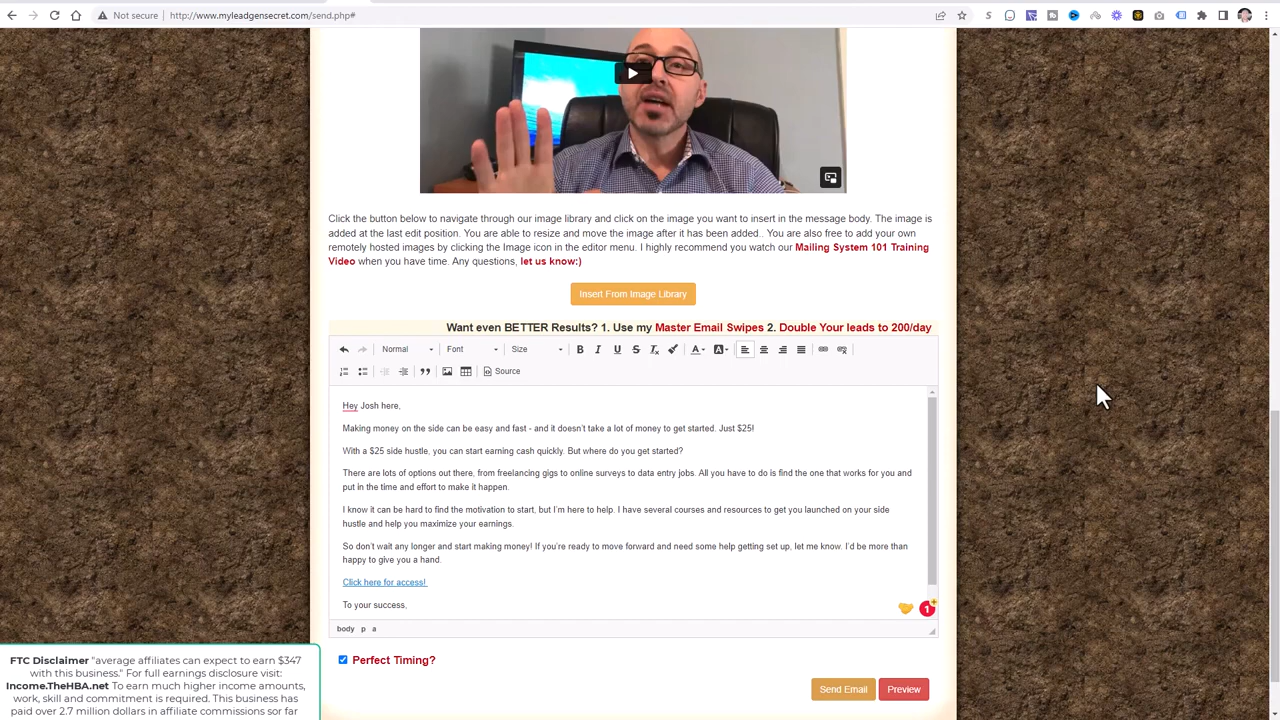 Not secure | http://www.myleadgensecret.com/send.php#
Click the button below to navigate through our image library and click on the image you want to insert in the message body. The image is
added at the last edit position. You are able to resize and move the image after it has been added.. You are also free to add your own
remotely hosted images by clicking the Image icon in the editor menu. I highly recommend you watch our Mailing System 101 Training
Video when you have time. Any questions, let us know:)
Insert From Image Library
Want even BETTER Results? 1. Use my Master Email Swipes 2. Double Your leads to 200/day
Normal Font Size
Source
Hey Josh here,
Making money on the side can be easy and fast - and it doesn't take a lot of money to get started. Just $25!
With a $25 side hustle, you can start earning cash quickly. But where do you get started?
There are lots of options out there, from freelancing gigs to online surveys to data entry jobs. All you have to do is find the one that works for you and
put in the time and effort to make it happen.
I know it can be hard to find the motivation to start, but I'm here to help. I have several courses and resources to get you launched on your side
hustle and help you maximize your earnings.
So don't wait any longer and start making money! If you're ready to move forward and need some help getting set up, let me know. I'd be more than
happy to give you a hand.
Click here for access!
To your success,
1
body p a
Perfect Timing?
Send Email Preview
FTC Disclaimer "average affiliates can expect to earn $347
with this business." For full earnings disclosure visit:
Income.TheHBA.net To earn much higher income amounts,
work, skill and commitment is required. This business has
paid over 2.7 million dollars in affiliate commissions sor far